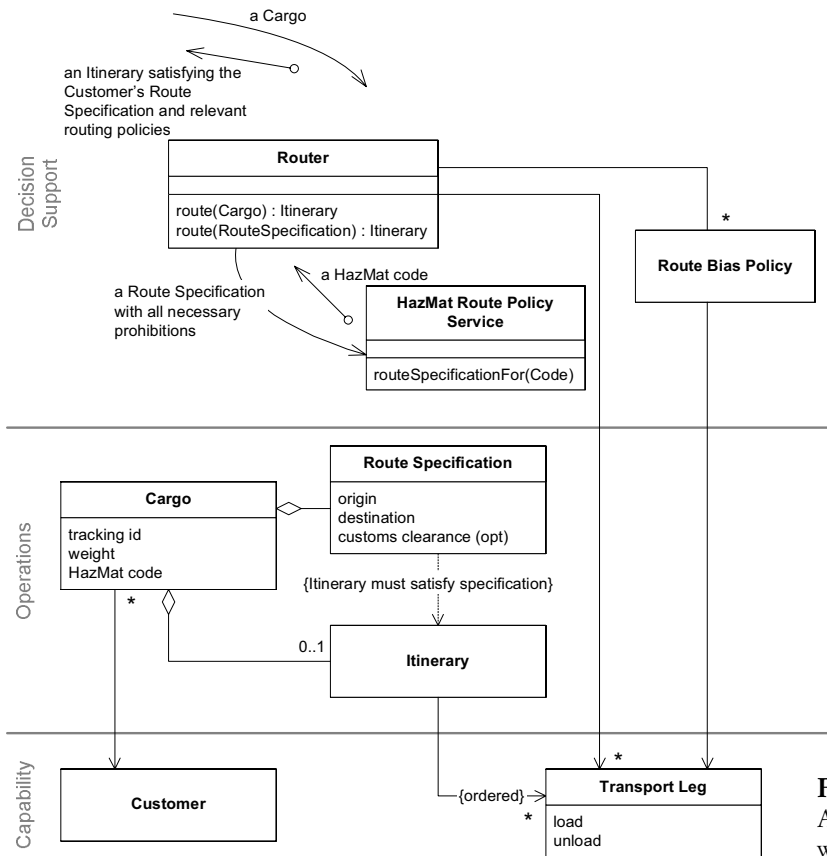 a Cargo
an Itinerary satisfying the
Customer's Route
Specification and relevant
routing policies
Decision
Support
Router
route(Cargo) : Itinerary
route(RouteSpecification) : Itinerary
*
Route Bias Policy
a HazMat code
a Route Specification
with all necessary
prohibitions
HazMat Route Policy
Service
routeSpecificationFor(Code)
Operations
Route Specification
origin
destination
customs clearance (opt)
Cargo
tracking id
weight
HazMat code
*
{Itinerary must satisfy specification}
0..1
Itinerary
Capability
Customer
{ordered}
*
*
Transport Leg
load
unload